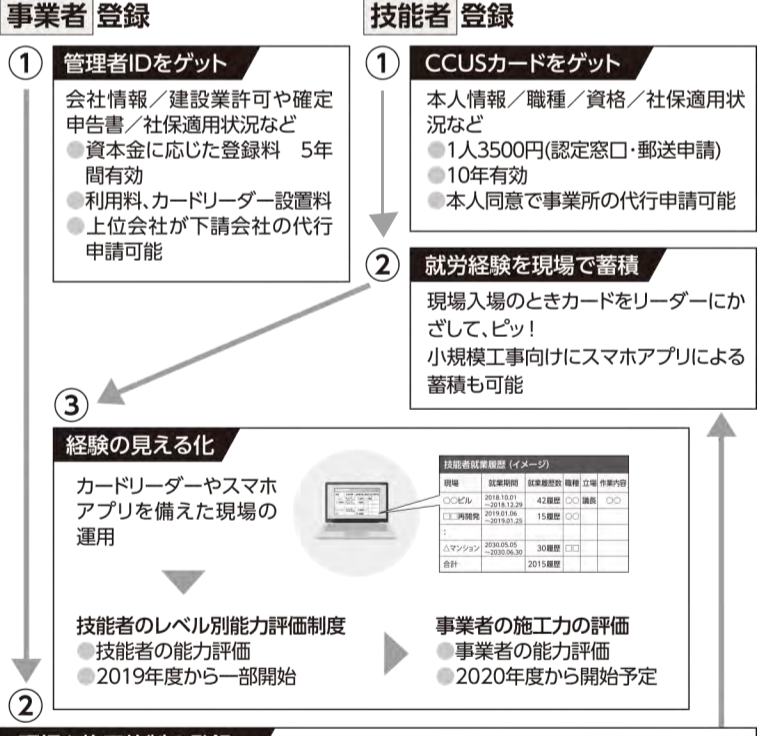 事業者 登録
① 管理者IDをゲット
会社情報／建設業許可や確定
申告書／社保適用状況など
●資本金に応じた登録料　5年
間有効
●利用料、カードリーダー設置料
●上位会社が下請会社の代行
申請可能
技能者 登録
① CCUSカードをゲット
本人情報／職種／資格／社保適用状
況など
●1人3500円(認定窓口・郵送申請)
●10年有効
●本人同意で事業所の代行申請可能
② 就労経験を現場で蓄積
現場入場のときカードをリーダーにか
ざして、ピッ！
小規模工事向けにスマホアプリによる
蓄積も可能
③
経験の見える化
カードリーダーやスマホ
アプリを備えた現場の
運用
技能者就業履歴 (イメージ)
現場 就業期間 就業履歴数 職種 立場 作業内容
○○ビル 2018.10.01～2018.12.29 42履歴 ○○ 職長 ○○
□□再開発 2019.01.06～2019.01.25 15履歴 ○○
：
△マンション 2030.05.05～2030.06.30 30履歴 □□
合計 2015履歴
技能者のレベル別能力評価制度
●技能者の能力評価
●2019年度から一部開始
事業者の施工力の評価
●事業者の能力評価
●2020年度から開始予定
②